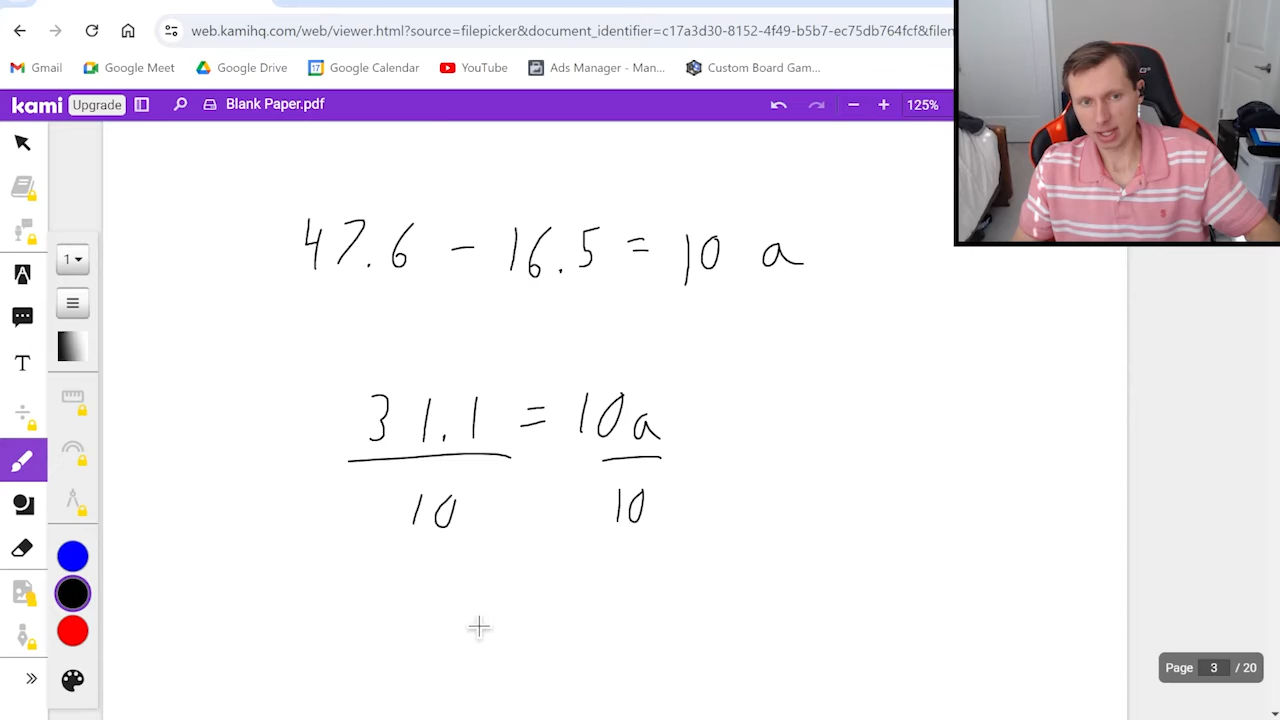 web.kamihq.com/web/viewer.html?source=filepicker&document_identifier=c17a3d30-8152-4f49-b5b7-ec75db764fcf&filen
Gmail Google Meet Google Drive 17 Google Calendar YouTube Ads Manager - Man... Custom Board Gam...
kami Upgrade Blank Paper.pdf 125%
47.6 - 16.5 = 10 a
1
T
31.1 = 10a
10 10
Page 3 / 20